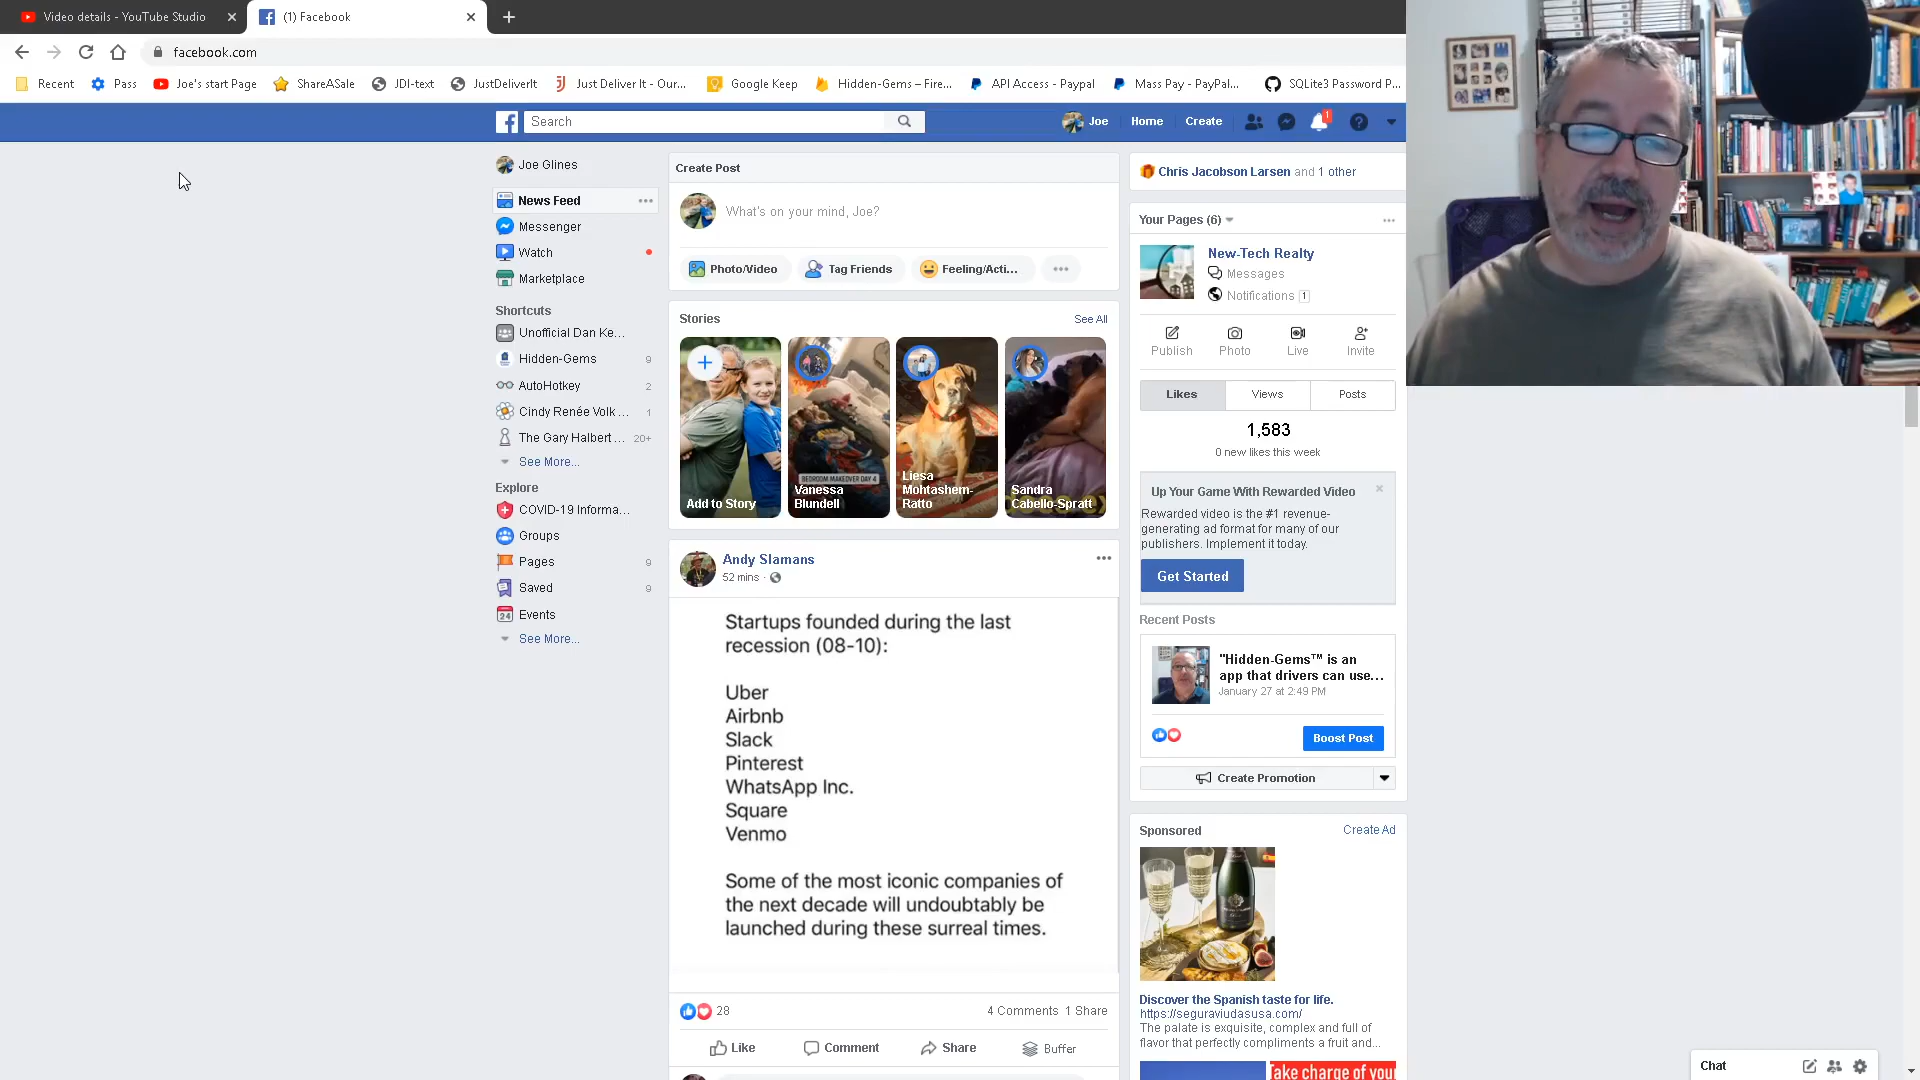 Video details - YouTube Studio
(1) Facebook
facebook.com
Recent
Pass
Joe's start Page
ShareASale
JDI-text
JustDeliverIt
Just Deliver It - Our...
Google Keep
Hidden-Gems – Fire...
API Access - Paypal
Mass Pay - PayPal...
SQLite3 Password P...
Search
Joe
Home
Create
1
Joe Glines
News Feed
Messenger
Watch
Marketplace
Shortcuts
Unofficial Dan Ke...
Hidden-Gems 9
AutoHotkey 2
Cindy Renée Volk ... 1
The Gary Halbert ... 20+
See More...
Explore
COVID-19 Informa...
Groups
Pages 9
Saved 9
24 Events
See More...
Create Post
What's on your mind, Joe?
Photo/Video
Tag Friends
Feeling/Acti...
Stories
See All
Add to Story
BEDROOM MAKEOVER DAY 4
Vanessa
Blundell
Liesa
Mohtashem-
Ratto
Sandra
Cabello-Spratt
Andy Slamans
52 mins ·
Startups founded during the last
recession (08-10):
Uber
Airbnb
Slack
Pinterest
WhatsApp Inc.
Square
Venmo
Some of the most iconic companies of
the next decade will undoubtably be
launched during these surreal times.
28
4 Comments 1 Share
Like
Comment
Share
Buffer
Chris Jacobson Larsen and 1 other
Your Pages (6)
New-Tech Realty
Messages
Notifications 1
Publish
Photo
Live
Invite
Likes
Views
Posts
1,583
0 new likes this week
Up Your Game With Rewarded Video
Rewarded video is the #1 revenue-
generating ad format for many of our
publishers. Implement it today.
Get Started
Recent Posts
"Hidden-Gems™ is an
app that drivers can use...
January 27 at 2:49 PM
Boost Post
Create Promotion
Sponsored
Create Ad
Discover the Spanish taste for life.
https://seguraviudasusa.com/
The palate is exquisite, complex and full of
flavor that perfectly compliments a fruit and...
Take charge of your
Chat